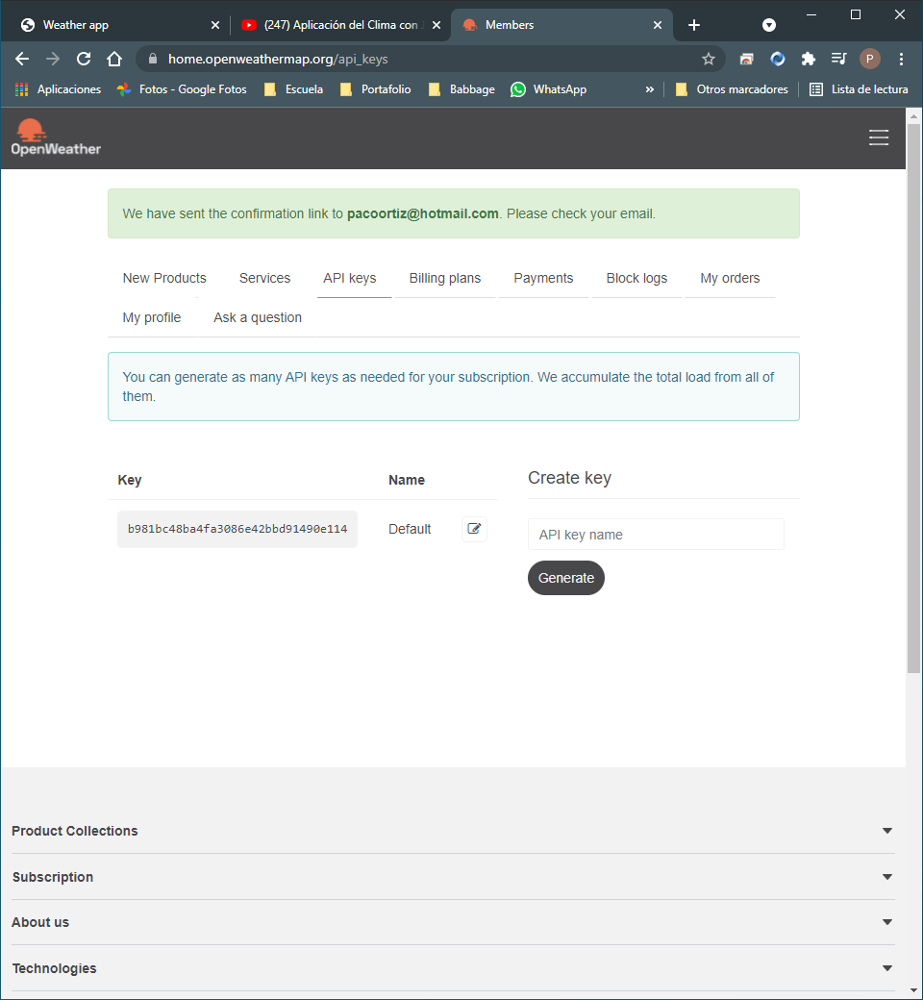 Weather app
(247) Aplicación del Clima con
Members
home.openweathermap.org/api_keys
P
Aplicaciones
Fotos - Google Fotos
Escuela
Portafolio
Babbage
WhatsApp
»
Otros marcadores
Lista de lectura
OpenWeather
We have sent the confirmation link to pacoortiz@hotmail.com. Please check your email.
New Products
Services
API keys
Billing plans
Payments
Block logs
My orders
My profile
Ask a question
You can generate as many API keys as needed for your subscription. We accumulate the total load from all of
them.
Key
Name
Create key
b981bc48ba4fa3086e42bbd91490e114
Default
API key name
Generate
Product Collections
Subscription
About us
Technologies